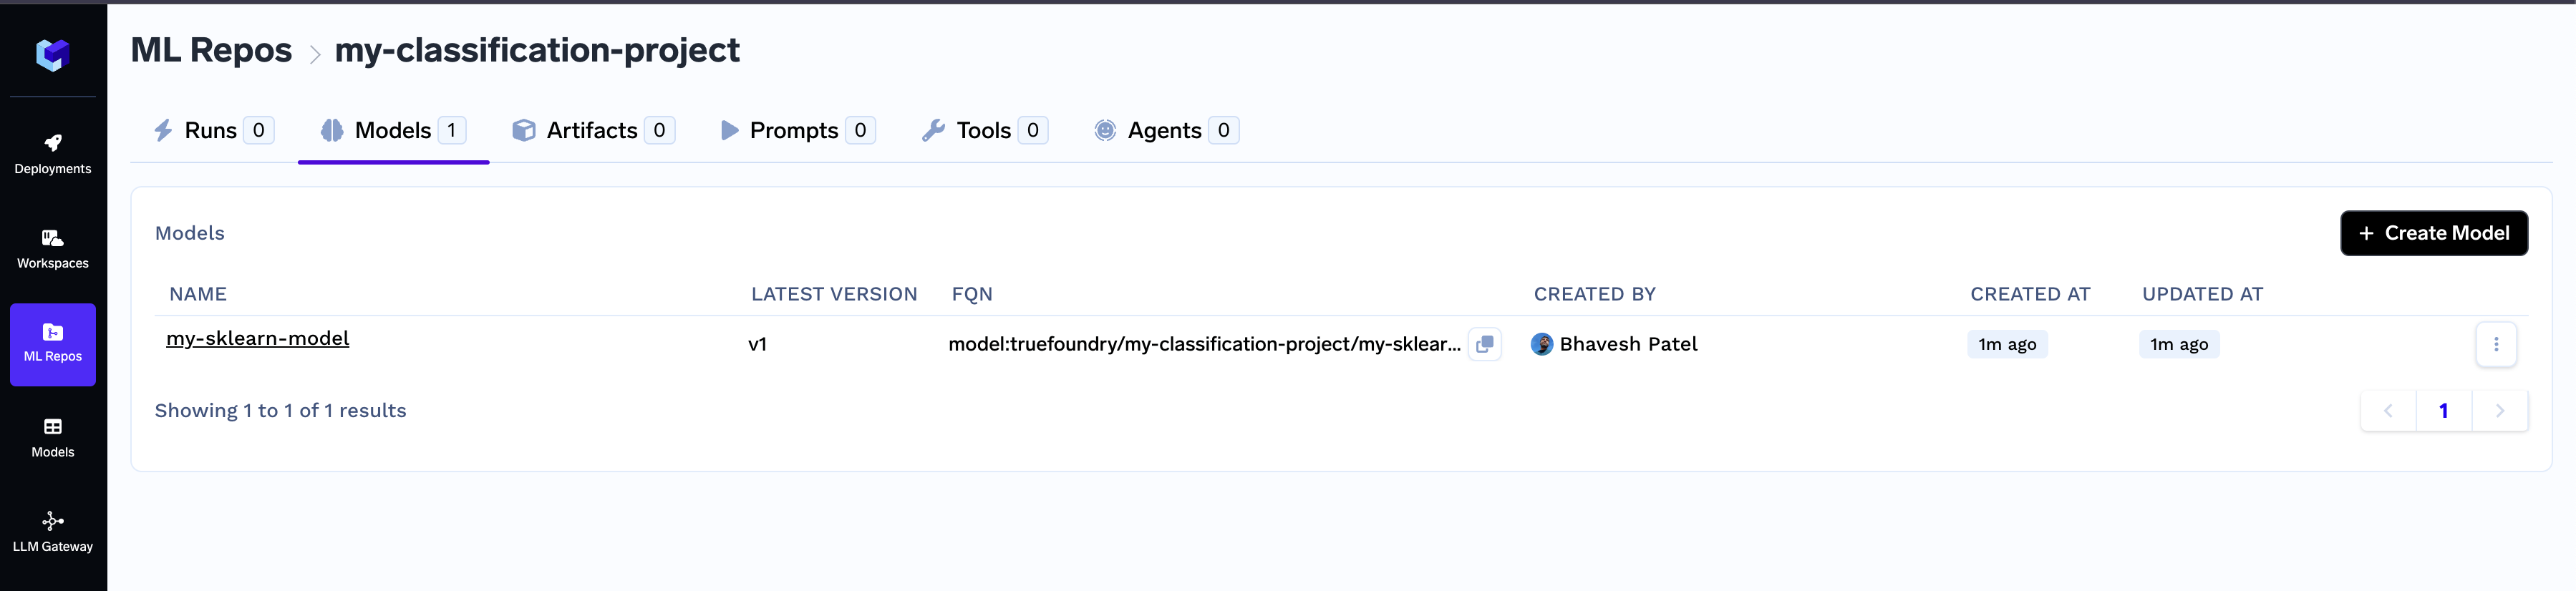 ML Repos > my-classification-project
Runs 0 Models 1 Artifacts 0 Prompts 0 Tools 0 Agents 0
Deployments
Workspaces
ML Repos
Models
LLM Gateway
Models
+ Create Model
NAME LATEST VERSION FQN CREATED BY CREATED AT UPDATED AT
my-sklearn-model v1 model:truefoundry/my-classification-project/my-sklear... Bhavesh Patel 1m ago 1m ago
Showing 1 to 1 of 1 results
< 1 >